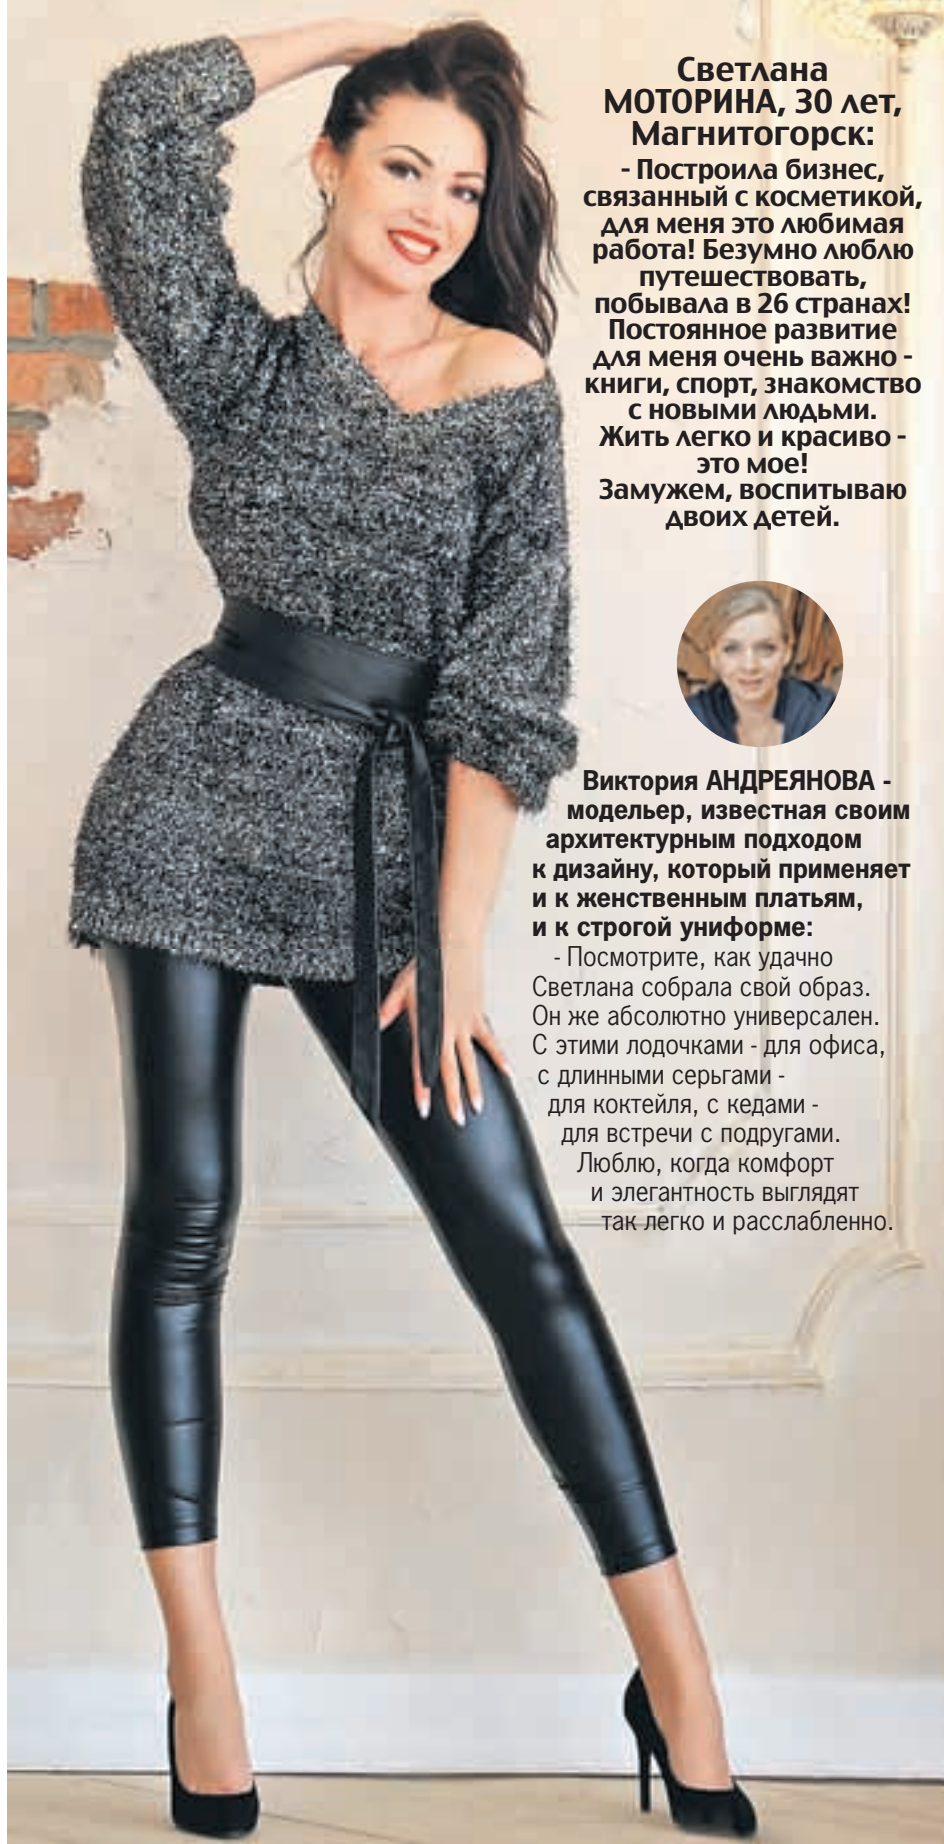 Светлана
МОТОРИНА, 30 лет,
Магнитогорск:
- Построила бизнес,
связанный с косметикой,
для меня это любимая
работа! Безумно люблю
путешествовать,
побывала в 26 странах!
Постоянное развитие
для меня очень важно -
книги, спорт, знакомство
с новыми людьми.
Жить легко и красиво -
это мое!
Замужем, воспитываю
двоих детей.
Виктория АНДРЕЯНОВА -
модельер, известная своим
архитектурным подходом
к дизайну, который применяет
и к женственным платьям,
и к строгой униформе:
- Посмотрите, как удачно
Светлана собрала свой образ.
Он же абсолютно универсален.
С этими лодочками - для офиса,
с длинными серьгами -
для коктейля, с кедами -
для встречи с подругами.
Люблю, когда комфорт
и элегантность выглядят
так легко и расслабленно.